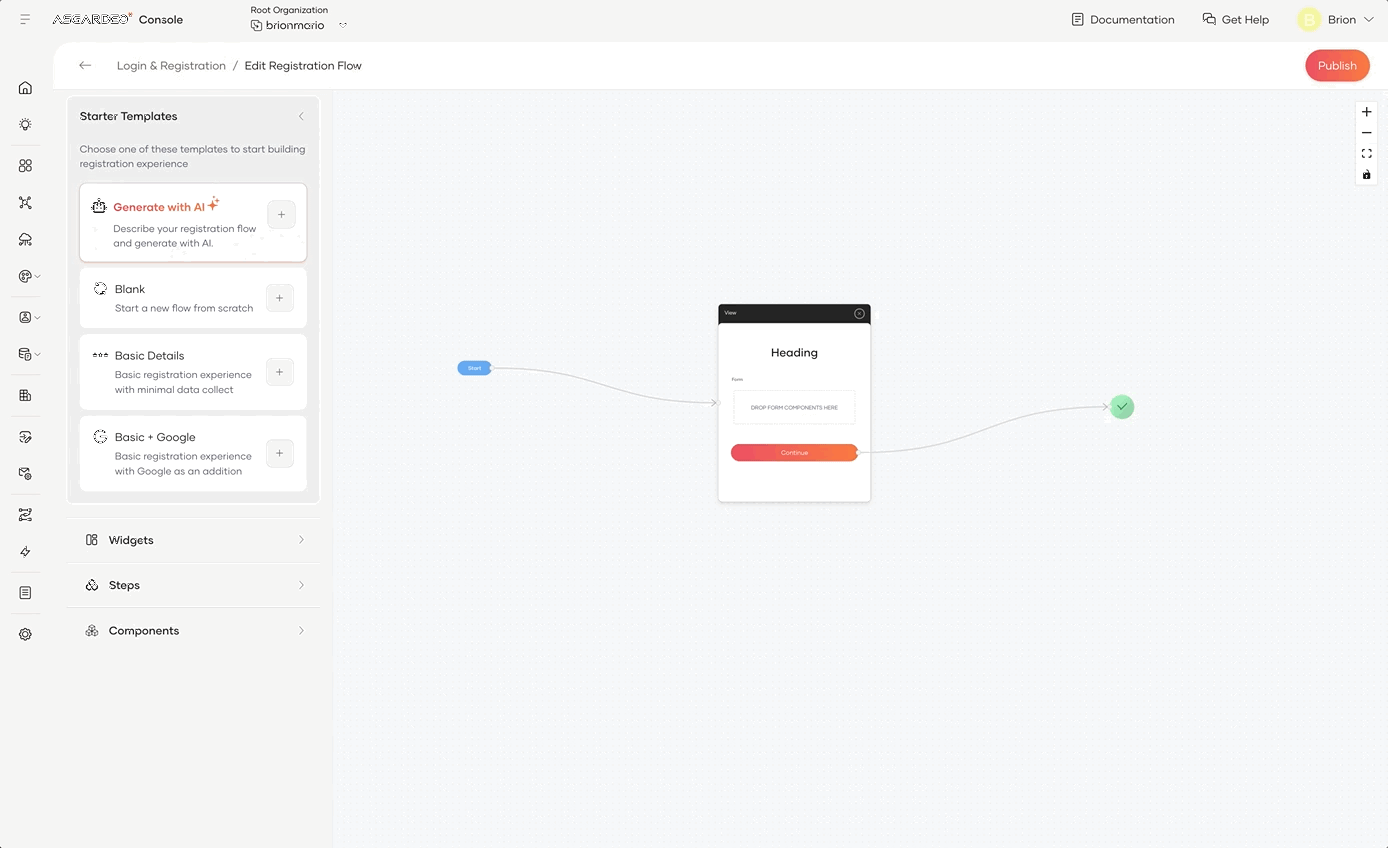 ASGARDEO Console
Root Organization
brionmario
Documentation
Get Help
B
Brion
Login & Registration / Edit Registration Flow
Publish
Starter Templates
Choose one of these templates to start building
registration experience
Generate with AI
Describe your registration flow
and generate with AI.
Blank
Start a new flow from scratch
Basic Details
Basic registration experience
with minimal data collect
Basic + Google
Basic registration experience
with Google as an addition
Widgets
Steps
Components
Start
View
Heading
Form
DROP FORM COMPONENTS HERE
Continue